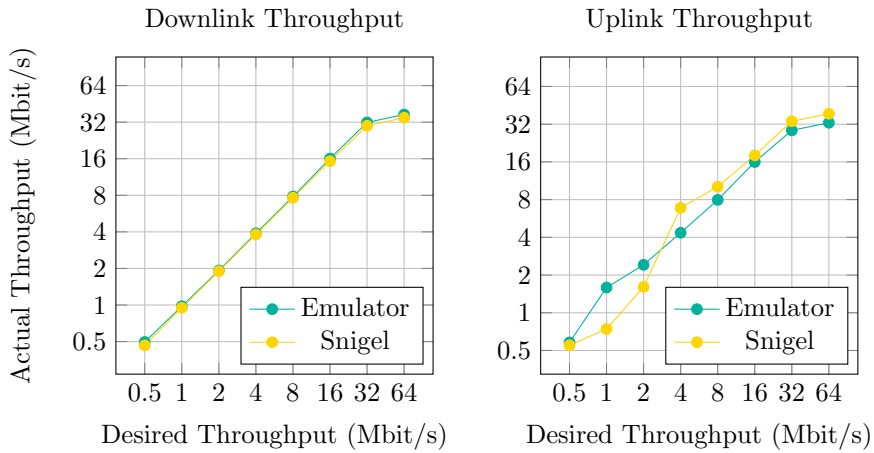 Downlink Throughput
Actual Throughput (Mbit/s)
64
32
16
8
4
2
1
0.5
Emulator
Snigel
0.5 1 2 4 8 16 32 64
Desired Throughput (Mbit/s)
Uplink Throughput
64
32
16
8
4
2
1
0.5
Emulator
Snigel
0.5 1 2 4 8 16 32 64
Desired Throughput (Mbit/s)